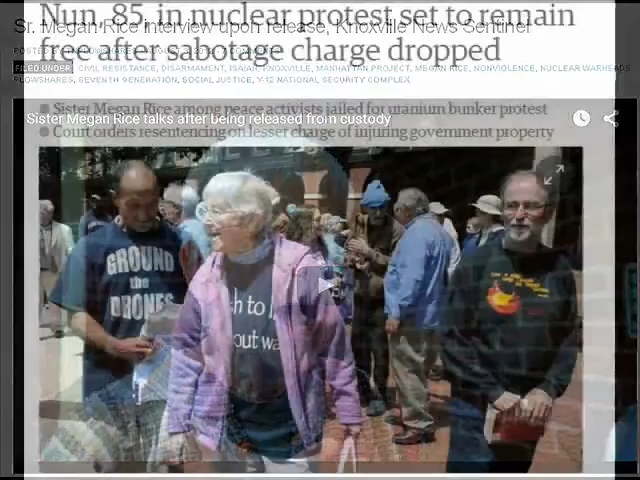 Nun, 85, in nuclear protest set to remain
Sr. Megan Rice interview upon release, Knoxville News Sentinel
free after sabotage charge dropped
FILED UNDER: CIVIL RESISTANCE, DISARMAMENT, ISAIAH, KNOXVILLE, MANHATTAN PROJECT, MEGAN RICE, NONVIOLENCE, NUCLEAR WARHEADS
PLOWSHARES, SEVENTH GENERATION, SOCIAL JUSTICE, Y-12 NATIONAL SECURITY COMPLEX
Sister Megan Rice among peace activists jailed for uranium bunker protest
Sister Megan Rice talks after being released from custody
Court orders resentencing on lesser charge of injuring government property
GROUND
the
DRONES